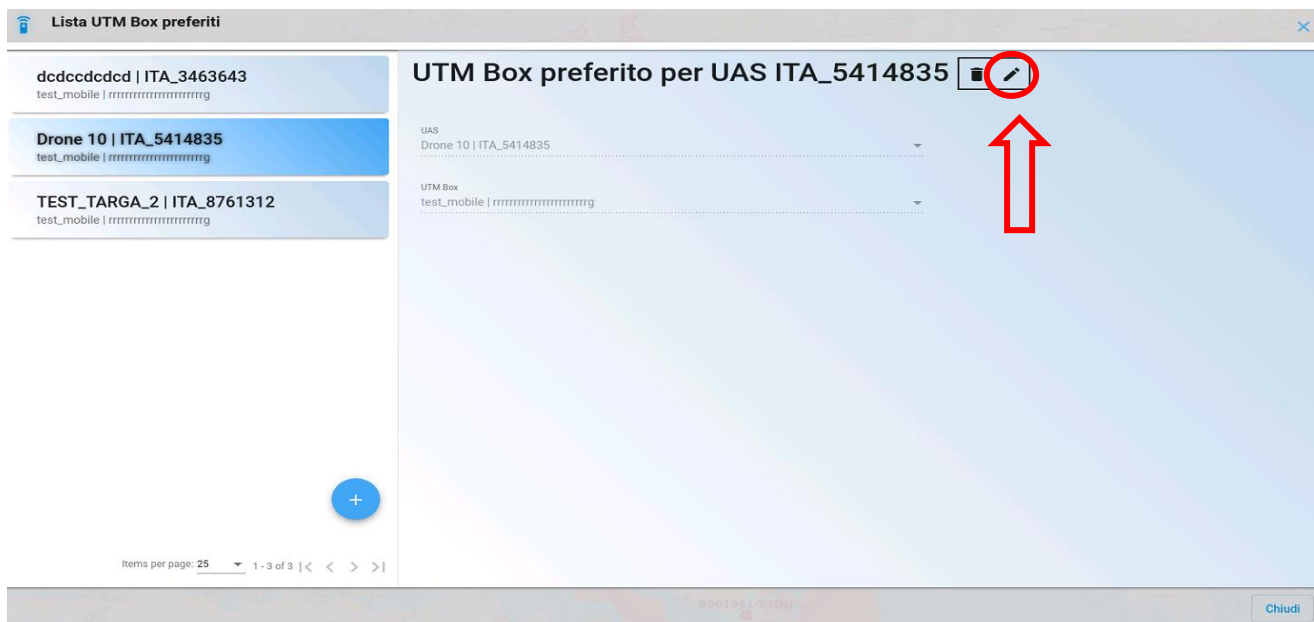 Lista UTM Box preferiti
dcdccdcdcd | ITA_3463643
test_mobile | rrrrrrrrrrrrrrrrrrrrrrg
Drone 10 | ITA_5414835
test_mobile | rrrrrrrrrrrrrrrrrrrrrrg
TEST_TARGA_2 | ITA_8761312
test_mobile | rrrrrrrrrrrrrrrrrrrrrrg
Items per page: 25 1 - 3 of 3
UTM Box preferito per UAS ITA_5414835
UAS
Drone 10 | ITA_5414835
UTM Box
test_mobile | rrrrrrrrrrrrrrrrrrrrrrg
Chiudi